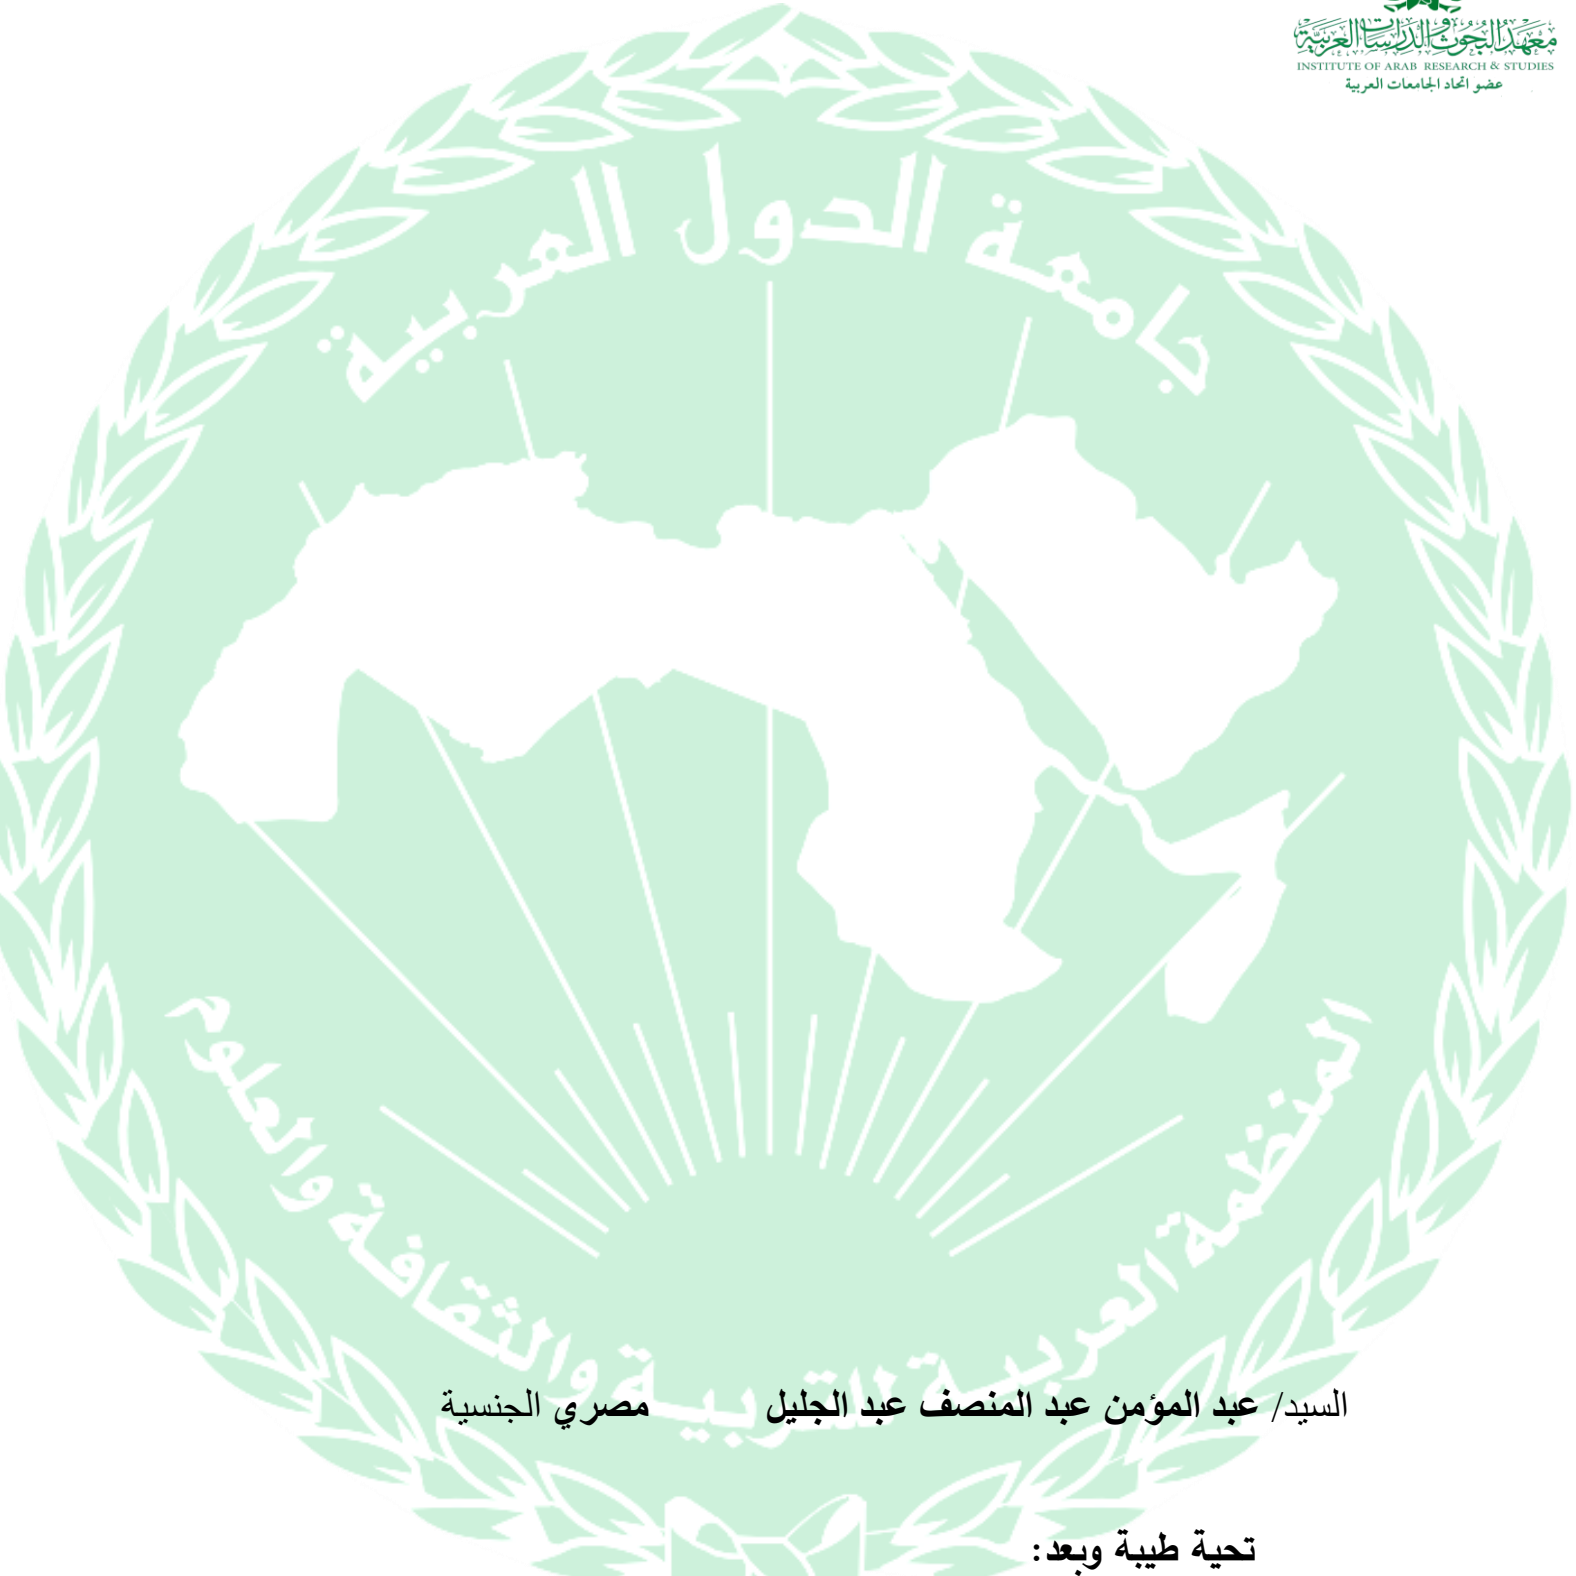 معهد البحوث والدراسات العربية
INSTITUTE OF ARAB RESEARCH & STUDIES
عضو اتحاد الجامعات العربية
جامعة الدول العربية
المنظمة العربية للتربية والثقافة والعلوم
السيد/ عبد المؤمن عبد المنصف عبد الجليل مصري الجنسية
تحية طيبة وبعد: